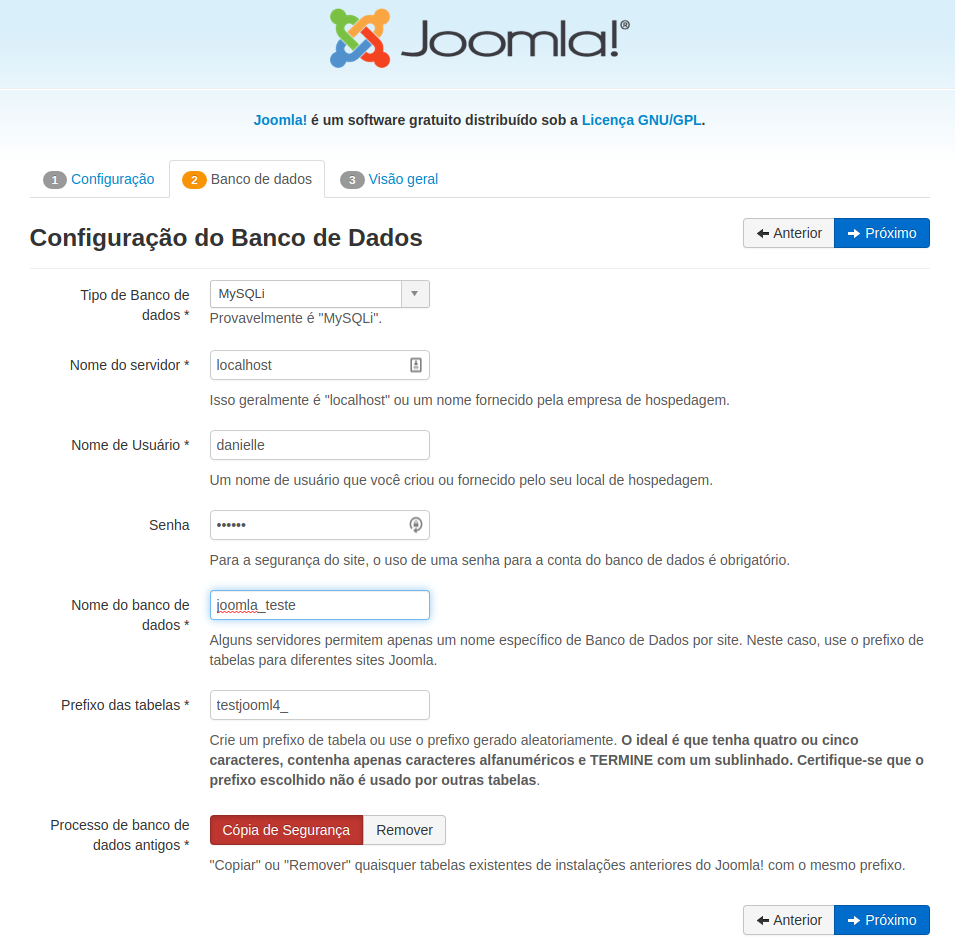 Joomla!®
Joomla! é um software gratuito distribuído sob a Licença GNU/GPL.
1 Configuração 2 Banco de dados 3 Visão geral
Configuração do Banco de Dados
Anterior Próximo
Tipo de Banco de
dados *
MySQLi
Provavelmente é "MySQLi".
Nome do servidor *
localhost
Isso geralmente é "localhost" ou um nome fornecido pela empresa de hospedagem.
Nome de Usuário *
danielle
Um nome de usuário que você criou ou fornecido pelo seu local de hospedagem.
Senha
••••••
Para a segurança do site, o uso de uma senha para a conta do banco de dados é obrigatório.
Nome do banco de
dados *
joomla_teste
Alguns servidores permitem apenas um nome específico de Banco de Dados por site. Neste caso, use o prefixo de
tabelas para diferentes sites Joomla.
Prefixo das tabelas *
testjooml4_
Crie um prefixo de tabela ou use o prefixo gerado aleatoriamente. O ideal é que tenha quatro ou cinco
caracteres, contenha apenas caracteres alfanuméricos e TERMINE com um sublinhado. Certifique-se que o
prefixo escolhido não é usado por outras tabelas.
Processo de banco de
dados antigos *
Cópia de Segurança Remover
"Copiar" ou "Remover" quaisquer tabelas existentes de instalações anteriores do Joomla! com o mesmo prefixo.
Anterior Próximo